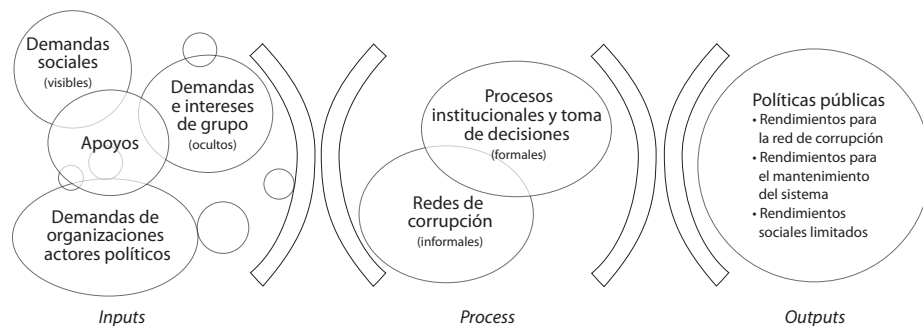 Demandas
sociales
(visibles)
Demandas
e intereses
de grupo
(ocultos)
Apoyos
Demandas de
organizaciones
actores políticos
Inputs
Procesos
institucionales y toma
de decisiones
(formales)
Redes de
corrupción
(informales)
Process
Políticas públicas
• Rendimientos para
la red de corrupción
• Rendimientos para
el mantenimiento
del sistema
• Rendimientos
sociales limitados
Outputs